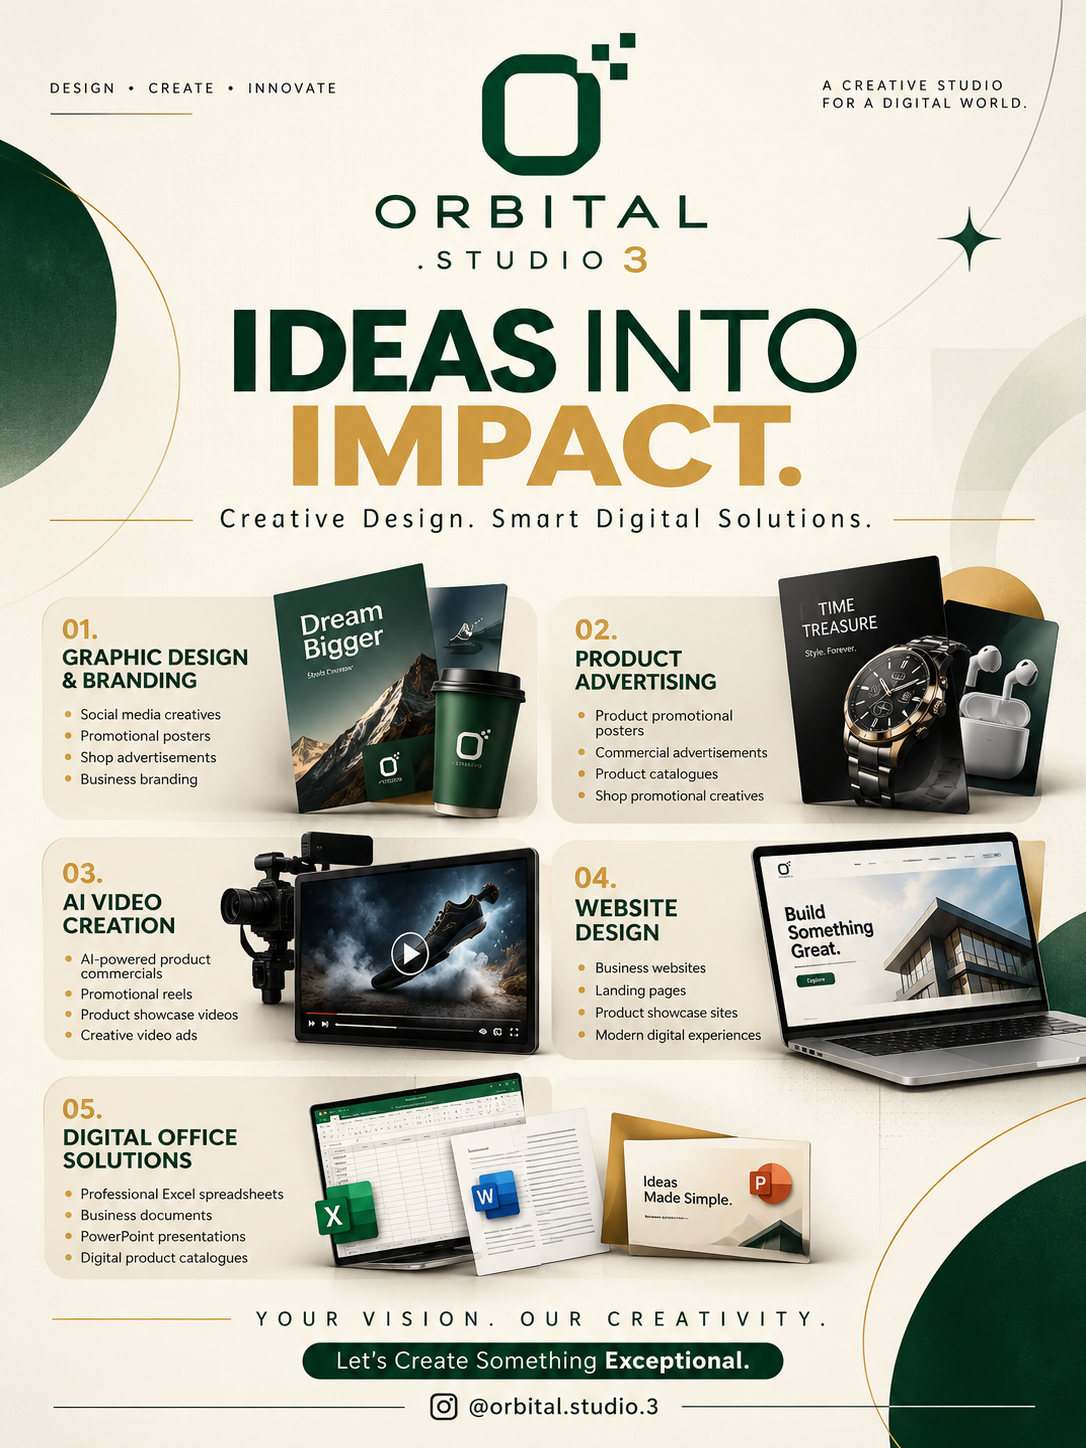 DESIGN • CREATE • INNOVATE
A CREATIVE STUDIO
FOR A DIGITAL WORLD.
ORBITAL
.STUDIO 3
IDEAS INTO
IMPACT.
Creative Design. Smart Digital Solutions.
01.
GRAPHIC DESIGN
& BRANDING
• Social media creatives
• Promotional posters
• Shop advertisements
• Business branding
Dream
Bigger
02.
PRODUCT
ADVERTISING
• Product promotional
posters
• Commercial advertisements
• Product catalogues
• Shop promotional creatives
TIME
TREASURE
Style. Forever.
03.
AI VIDEO
CREATION
• AI-powered product
commercials
• Promotional reels
• Product showcase videos
• Creative video ads
04.
WEBSITE
DESIGN
• Business websites
• Landing pages
• Product showcase sites
• Modern digital experiences
Build
Something
Great.
Explore
05.
DIGITAL OFFICE
SOLUTIONS
• Professional Excel spreadsheets
• Business documents
• PowerPoint presentations
• Digital product catalogues
X
W
Ideas
Made Simple.
P
YOUR VISION. OUR CREATIVITY.
Let's Create Something Exceptional.
@orbital.studio.3